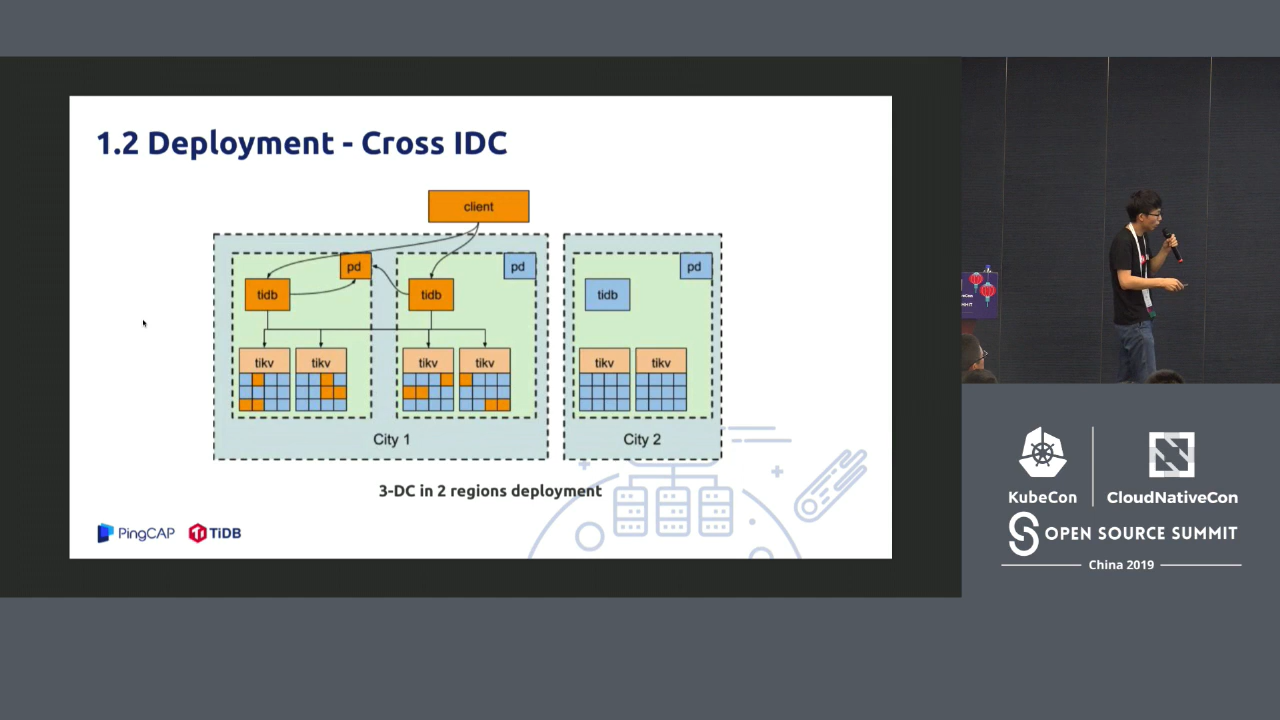 1.2 Deployment - Cross IDC
client
pd
pd
pd
tidb
tidb
tidb
tikv
tikv
tikv
tikv
tikv
tikv
City 1
City 2
3-DC in 2 regions deployment
PingCAP
TiDB
KubeCon
CloudNativeCon
OPEN SOURCE SUMMIT
China 2019